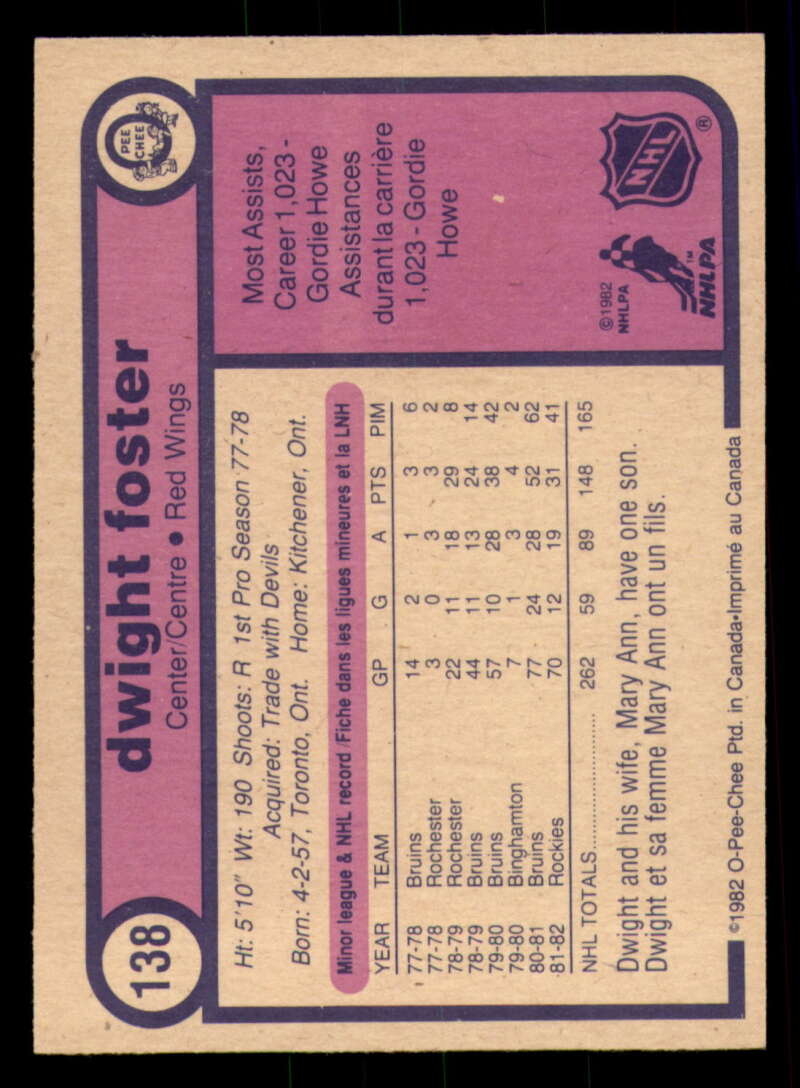 138
dwight foster
Center/Centre • Red Wings
O
PEE
CHEE
Ht: 5'10" Wt: 190 Shoots: R 1st Pro Season 77-78
Acquired: Trade with Devils
Born: 4-2-57, Toronto, Ont. Home: Kitchener, Ont.
Minor league & NHL record/Fiche dans les ligues mineures et la LNH
YEAR TEAM GP G A PTS PIM
77-78 Bruins 14 2 1 3 6
77-78 Rochester 3 0 3 3 2
78-79 Rochester 22 11 18 29 8
78-79 Bruins 44 11 13 24 14
79-80 Bruins 57 10 28 38 42
79-80 Binghamton 7 1 3 4 2
80-81 Bruins 77 24 28 52 62
81-82 Rockies 70 12 19 31 41
NHL TOTALS.................... 262 59 89 148 165
Dwight and his wife, Mary Ann, have one son.
Dwight et sa femme Mary Ann ont un fils.
Most Assists,
Career 1,023 -
Gordie Howe
Assistances
durant la carrière
1,023 - Gordie
Howe
©1982
NHLPA
NHLPA™
NHL®
©1982 O-Pee-Chee Ptd. in Canada•Imprimé au Canada